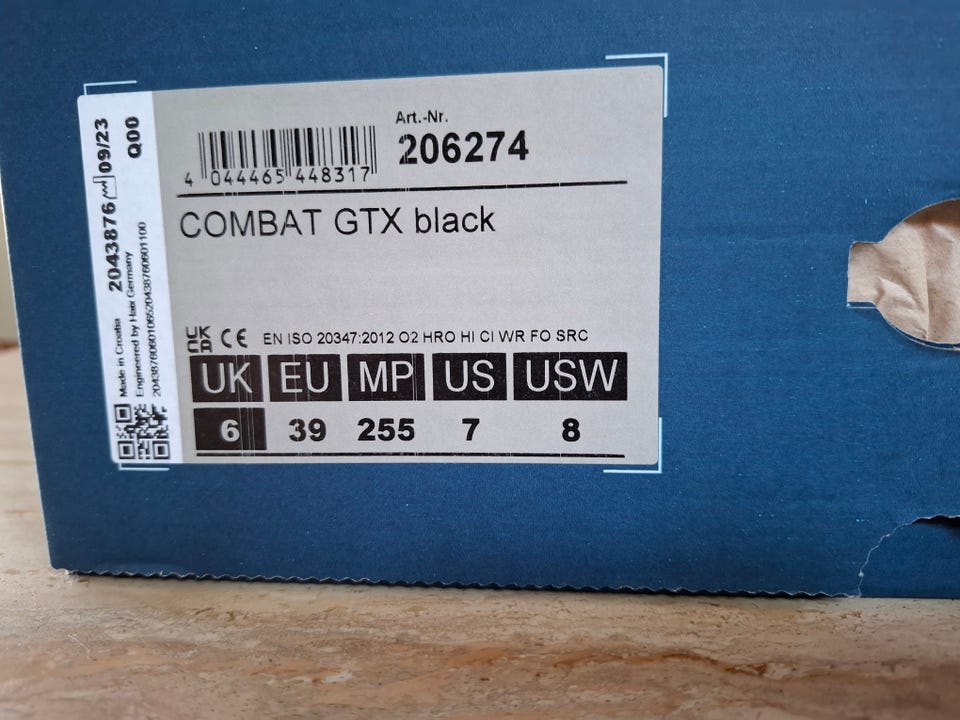 Art.-Nr.
206274
4 044465 448317
COMBAT GTX black
UK CA CE EN ISO 20347:2012 O2 HRO HI CI WR FO SRC
UK EU MP US USW
6 39 255 7 8
2043876 09/23 Q00
Made in Croatia
Engineered by Haix Germany